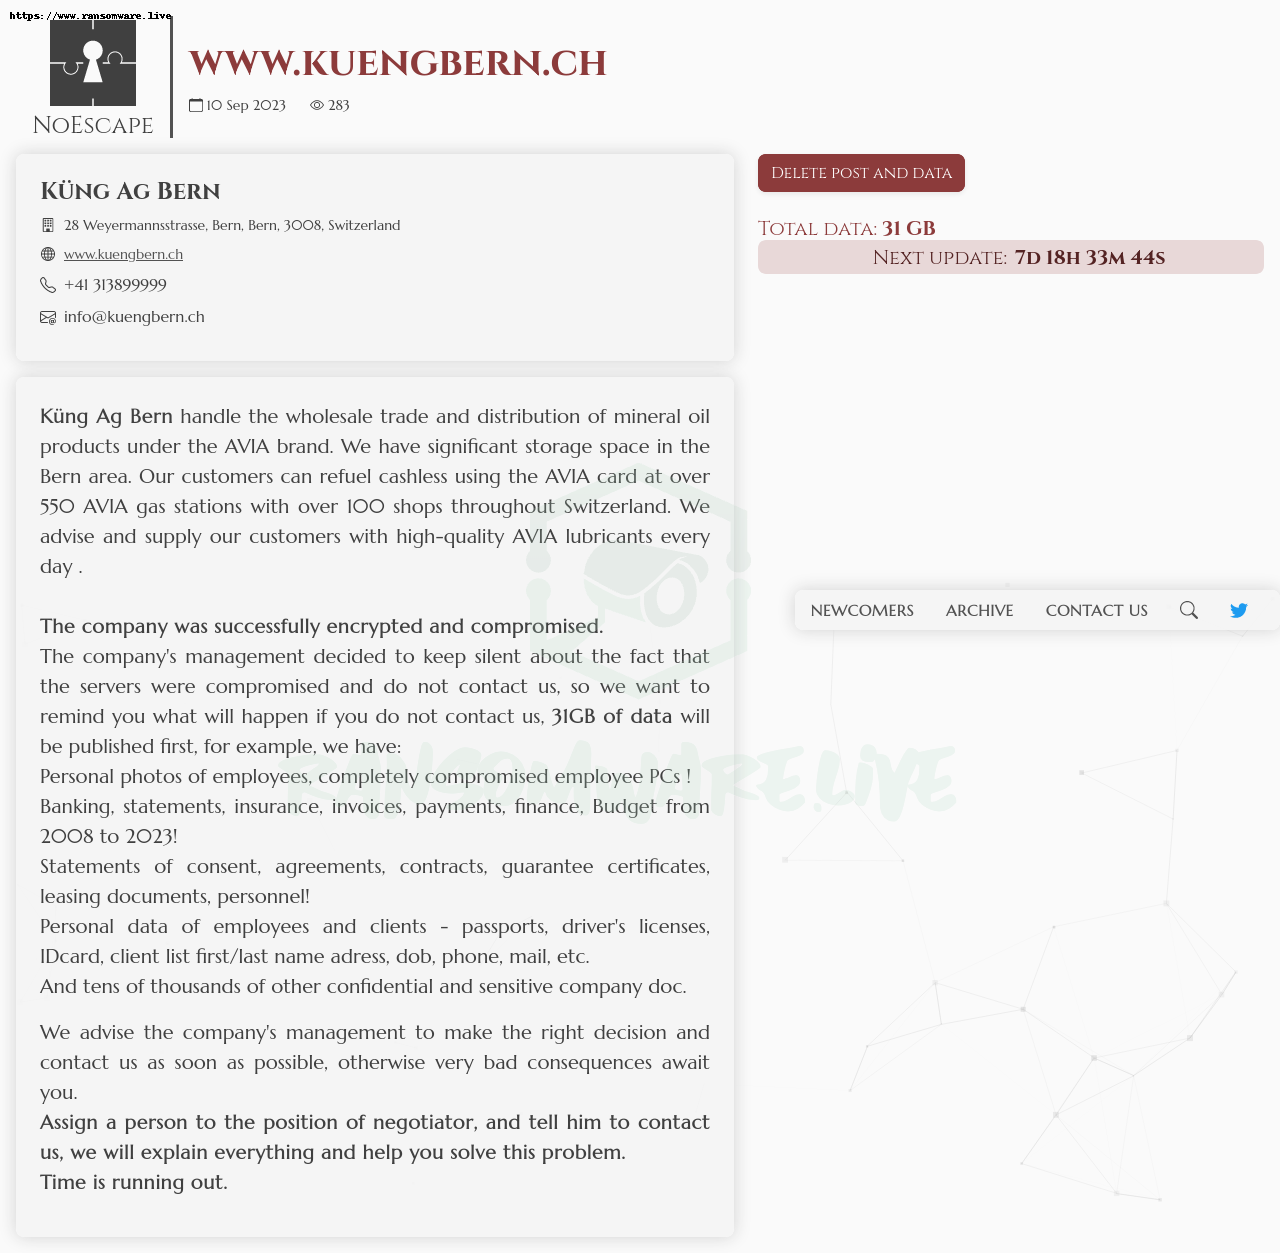 https://www.ransomware.live
NoEscape
www.kuengbern.ch
10 Sep 2023 283
Küng Ag Bern
28 Weyermannsstrasse, Bern, Bern, 3008, Switzerland
www.kuengbern.ch
+41 313899999
info@kuengbern.ch
Delete post and data
Total data: 31 GB
Next update: 7d 18h 33m 44s
Küng Ag Bern handle the wholesale trade and distribution of mineral oil
products under the AVIA brand. We have significant storage space in the
Bern area. Our customers can refuel cashless using the AVIA card at over
550 AVIA gas stations with over 100 shops throughout Switzerland. We
advise and supply our customers with high-quality AVIA lubricants every
day .
The company was successfully encrypted and compromised.
The company's management decided to keep silent about the fact that
the servers were compromised and do not contact us, so we want to
remind you what will happen if you do not contact us, 31GB of data will
be published first, for example, we have:
Personal photos of employees, completely compromised employee PCs !
Banking, statements, insurance, invoices, payments, finance, Budget from
2008 to 2023!
Statements of consent, agreements, contracts, guarantee certificates,
leasing documents, personnel!
Personal data of employees and clients - passports, driver's licenses,
IDcard, client list first/last name adress, dob, phone, mail, etc.
And tens of thousands of other confidential and sensitive company doc.
We advise the company's management to make the right decision and
contact us as soon as possible, otherwise very bad consequences await
you.
Assign a person to the position of negotiator, and tell him to contact
us, we will explain everything and help you solve this problem.
Time is running out.
NEWCOMERS ARCHIVE CONTACT US
RANSOMWARE.LIVE